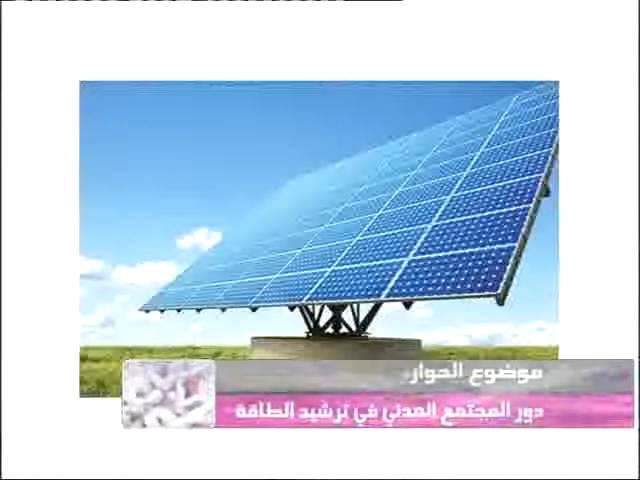 موضوع الحوار
دور المجتمع المدني في ترشيد الطاقة